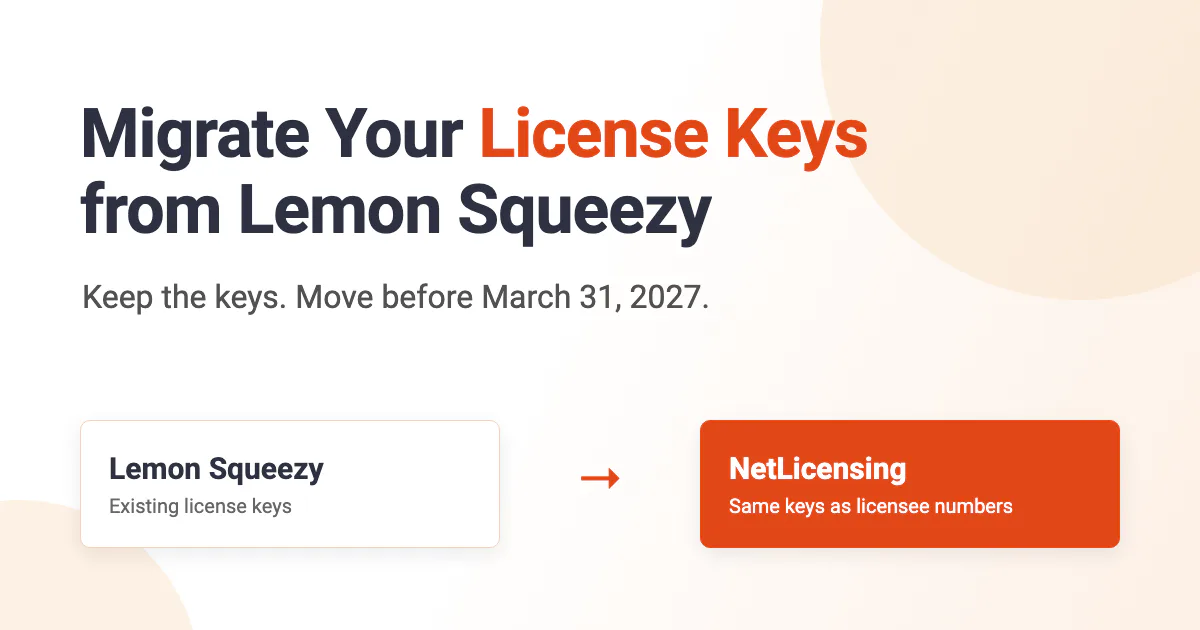 Migrate Your License Keys
from Lemon Squeezy
Keep the keys. Move before March 31, 2027.
Lemon Squeezy
Existing license keys
→
NetLicensing
Same keys as licensee numbers